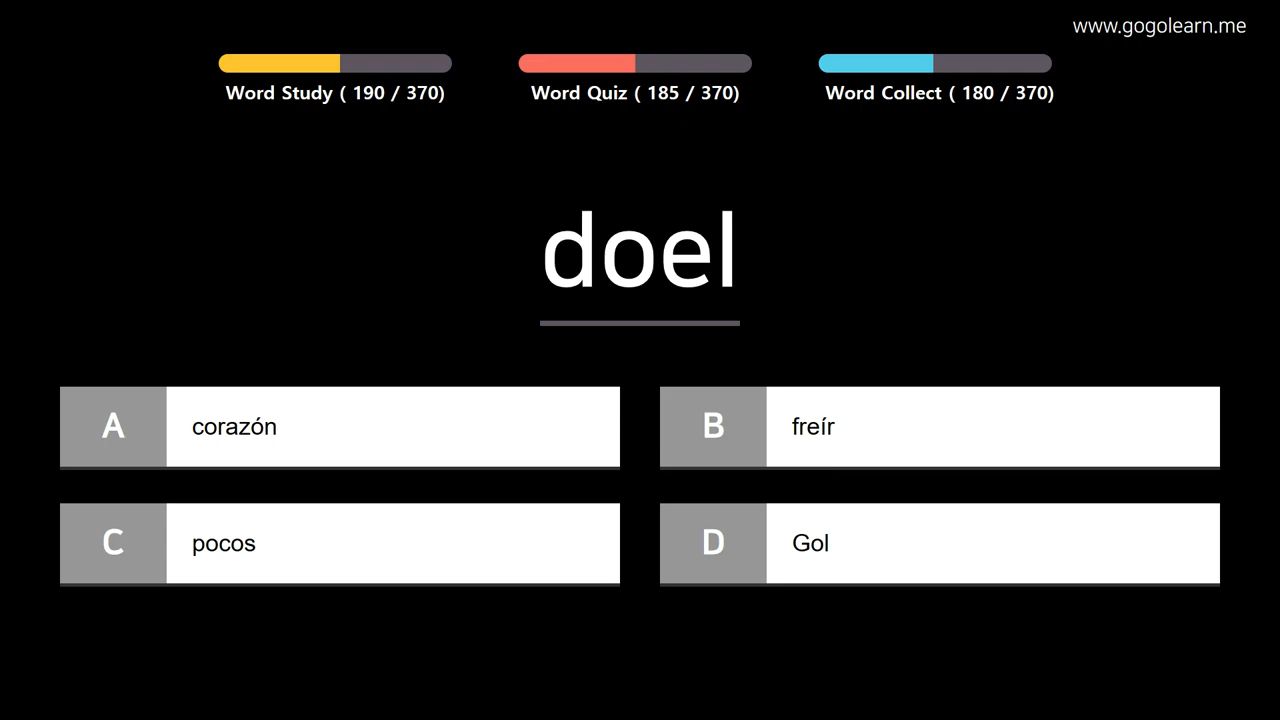 www.gogolearn.me
Word Study ( 190 / 370)
Word Quiz ( 185 / 370)
Word Collect ( 180 / 370)
doel
A corazón
B freír
C pocos
D Gol